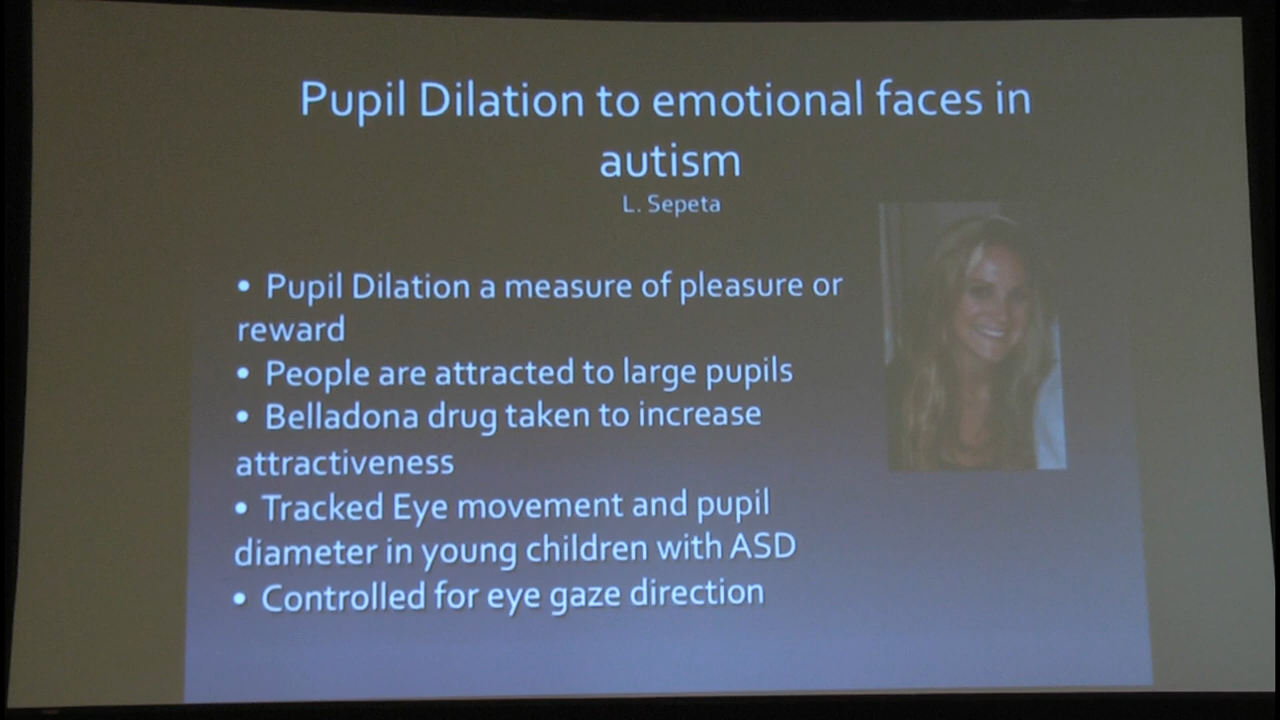 Pupil Dilation to emotional faces in
autism
L. Sepeta
• Pupil Dilation a measure of pleasure or
reward
• People are attracted to large pupils
• Belladona drug taken to increase
attractiveness
• Tracked Eye movement and pupil
diameter in young children with ASD
• Controlled for eye gaze direction